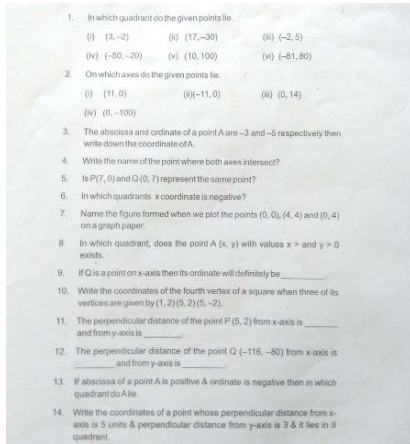 1. In which quadrant do the given points lie.
(i) (3,-2) (ii) (17,-30) (iii) (-2, 5)
(iv) (-50, -20) (v) (10, 100) (vi) (-81, 80)
2. On which axes do the given points lie.
(i) (11, 0) (ii)(-11, 0) (iii) (0, 14)
(iv) (0, -100)
3. The abscissa and ordinate of a point A are -3 and -5 respectively then
write down the coordinate of A.
4. Write the name of the point where both axes intersect?
5. Is P(7, 0) and Q (0, 7) represent the same point?
6. In which quadrants x coordinate is negative?
7. Name the figure formed when we plot the points (0, 0), (4, 4) and (0, 4)
on a graph paper.
8. In which quadrant, does the point A (x, y) with values x > and y > 0
exists.
9. If Q is a point on x-axis then its ordinate will definitely be ________.
10. Write the coordinates of the fourth vertex of a square when three of its
vertices are given by (1, 2) (5, 2) (5, -2).
11. The perpendicular distance of the point P (5, 2) from x-axis is ______
and from y-axis is ______.
12. The perpendicular distance of the point Q (-116, -80) from x-axis is
______ and from y-axis is ______.
13. If abscissa of a point A is positive & ordinate is negative then in which
quadrant do A lie.
14. Write the coordinates of a point whose perpendicular distance from x-
axis is 5 units & perpendicular distance from y-axis is 3 & it lies in II
quadrant.